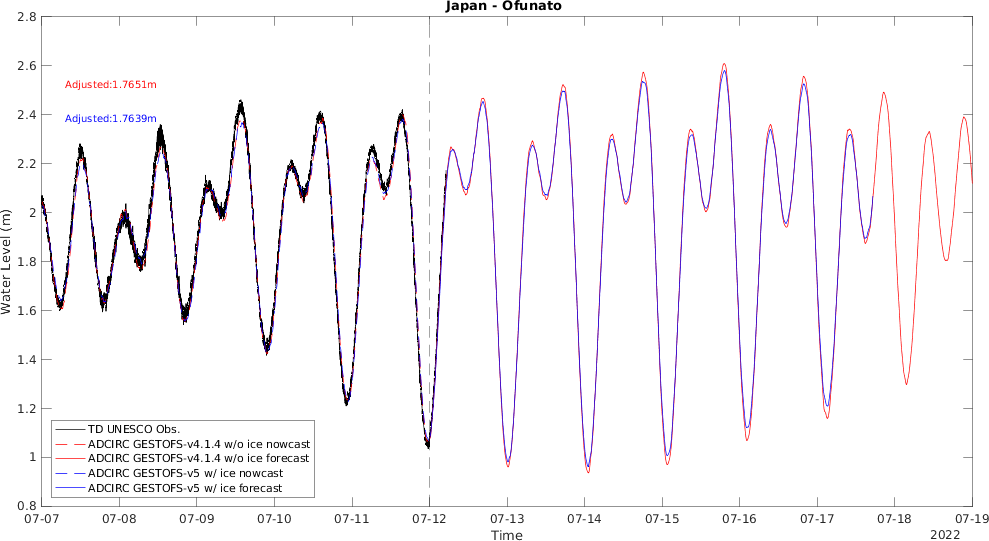 Japan - Ofunato
2.8
2.6
2.4
2.2
2
1.8
1.6
1.4
1.2
1
0.8
Water Level (m)
Adjusted:1.7651m
Adjusted:1.7639m
TD UNESCO Obs.
ADCIRC GESTOFS-v4.1.4 w/o ice nowcast
ADCIRC GESTOFS-v4.1.4 w/o ice forecast
ADCIRC GESTOFS-v5 w/ ice nowcast
ADCIRC GESTOFS-v5 w/ ice forecast
07-07 07-08 07-09 07-10 07-11 07-12 07-13 07-14 07-15 07-16 07-17 07-18 07-19
Time
2022